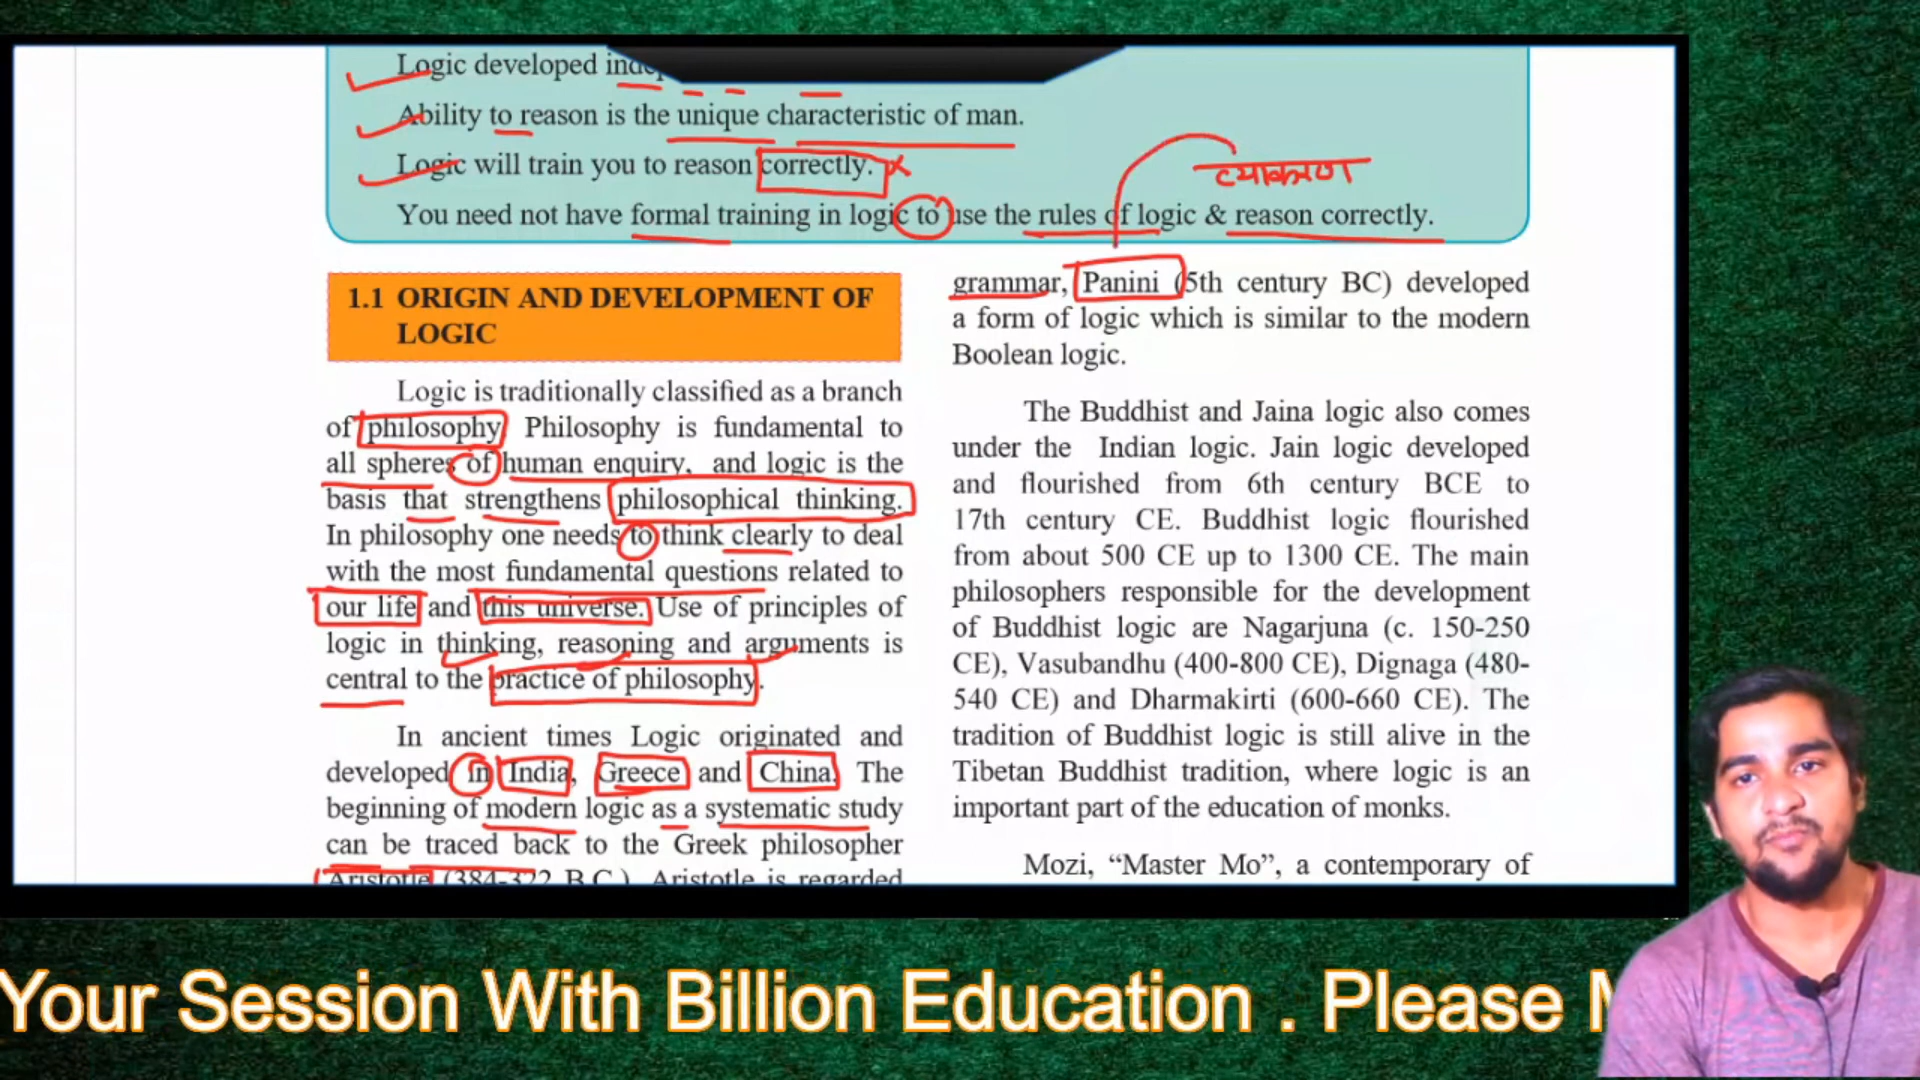 Logic developed
Ability to reason is the unique characteristic of man.
Logic will train you to reason correctly.
व्याकरण
You need not have formal training in logic to use the rules of logic & reason correctly.
1.1 ORIGIN AND DEVELOPMENT OF
LOGIC
Logic is traditionally classified as a branch
of philosophy Philosophy is fundamental to
all spheres of human enquiry, and logic is the
basis that strengthens philosophical thinking.
In philosophy one needs to think clearly to deal
with the most fundamental questions related to
our life and this universe. Use of principles of
logic in thinking, reasoning and arguments is
central to the practice of philosophy.
In ancient times Logic originated and
developed in India, Greece and China. The
beginning of modern logic as a systematic study
can be traced back to the Greek philosopher
Aristotle (384-322 B.C.). Aristotle is regarded
grammar, Panini (5th century BC) developed
a form of logic which is similar to the modern
Boolean logic.
The Buddhist and Jaina logic also comes
under the Indian logic. Jain logic developed
and flourished from 6th century BCE to
17th century CE. Buddhist logic flourished
from about 500 CE up to 1300 CE. The main
philosophers responsible for the development
of Buddhist logic are Nagarjuna (c. 150-250
CE), Vasubandhu (400-800 CE), Dignaga (480-
540 CE) and Dharmakirti (600-660 CE). The
tradition of Buddhist logic is still alive in the
Tibetan Buddhist tradition, where logic is an
important part of the education of monks.
Mozi, “Master Mo”, a contemporary of
Your Session With Billion Education . Please